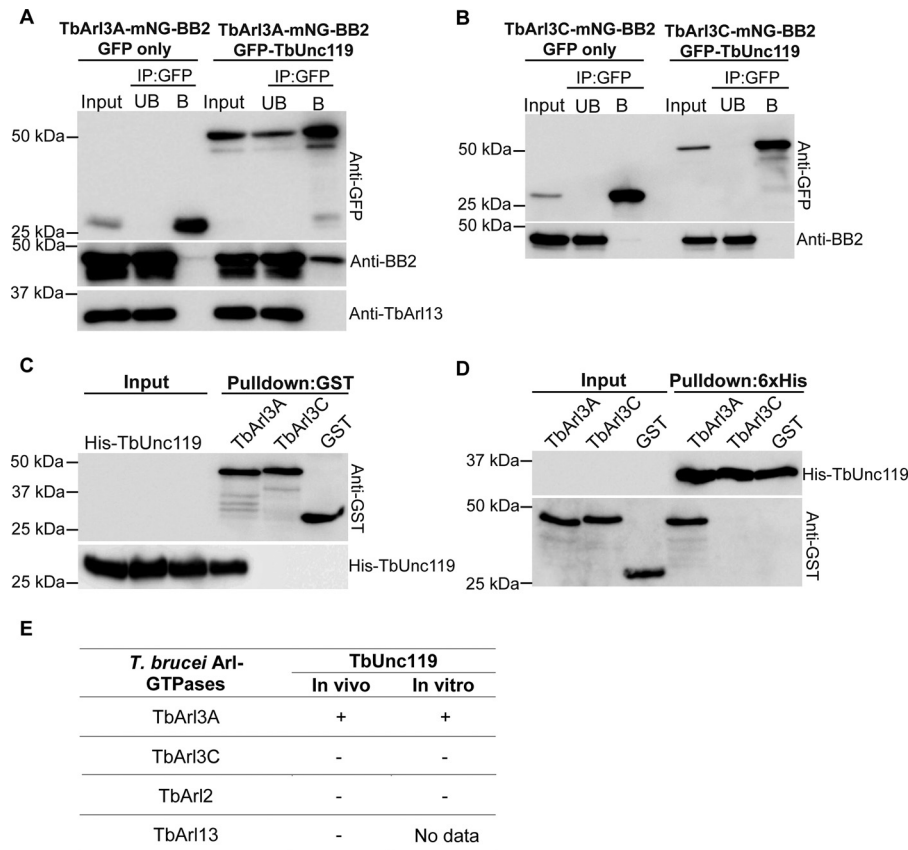 A
TbArl3A-mNG-BB2 TbArl3A-mNG-BB2
GFP only GFP-TbUnc119
IP:GFP IP:GFP
Input UB B Input UB B
50 kDa
25 kDa
Anti-GFP
50 kDa
Anti-BB2
37 kDa
Anti-TbArl13
B
TbArl3C-mNG-BB2 TbArl3C-mNG-BB2
GFP only GFP-TbUnc119
IP:GFP IP:GFP
Input UB B Input UB B
50 kDa
25 kDa
Anti-GFP
50 kDa
Anti-BB2
C
Input Pulldown:GST
His-TbUnc119 TbArl3A TbArl3C GST
50 kDa
37 kDa
25 kDa
Anti-GST
25 kDa
His-TbUnc119
D
Input Pulldown:6xHis
TbArl3A TbArl3C GST TbArl3A TbArl3C GST
37 kDa
His-TbUnc119
50 kDa
25 kDa
Anti-GST
E
T. brucei Arl- TbUnc119
GTPases In vivo In vitro
TbArl3A + +
TbArl3C - -
TbArl2 - -
TbArl13 - No data